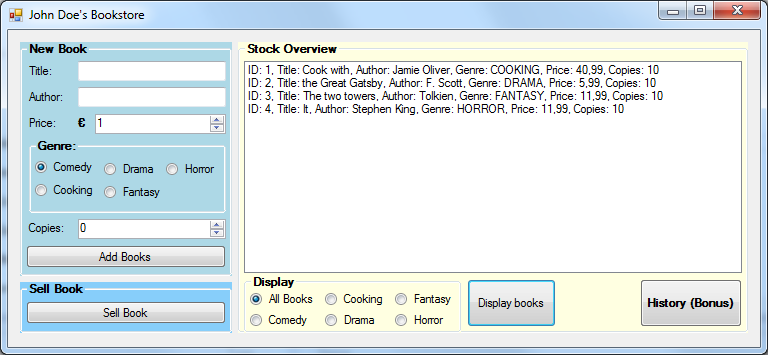 John Doe's Bookstore
New Book
Title:
Author:
Price: € 1
Genre:
Comedy Drama Horror
Cooking Fantasy
Copies: 0
Add Books
Sell Book
Sell Book
Stock Overview
ID: 1, Title: Cook with, Author: Jamie Oliver, Genre: COOKING, Price: 40,99, Copies: 10
ID: 2, Title: the Great Gatsby, Author: F. Scott, Genre: DRAMA, Price: 5,99, Copies: 10
ID: 3, Title: The two towers, Author: Tolkien, Genre: FANTASY, Price: 11,99, Copies: 10
ID: 4, Title: It, Author: Stephen King, Genre: HORROR, Price: 11,99, Copies: 10
Display
All Books Cooking Fantasy
Comedy Drama Horror
Display books
History (Bonus)